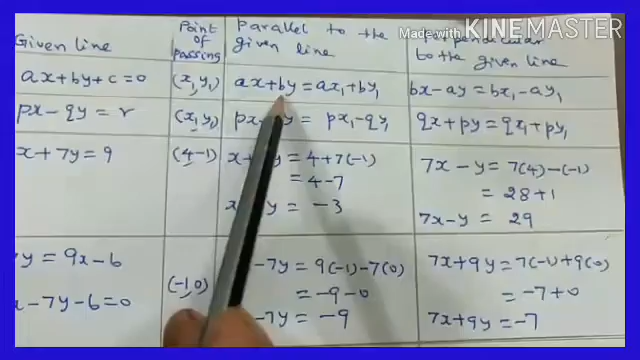 Made with KINEMASTER
Given line
Point of passing
Parallel to the given line
to the given line
ax+by+c=0
(x₁y₁)
ax+by=ax₁+by₁
bx-ay=bx₁-ay₁
px-qy=r
(x₁y₁)
px- y = px₁-qy₁
qx+py=qx₁+py₁
x+7y=9
(4-1)
x+ y = 4+7(-1)
= 4-7
x y = -3
7x-y = 7(4)-(-1)
= 28+1
7x-y = 29
y = 9x-6
x-7y-6=0
(-1,0)
-7y = 9(-1)-7(0)
= -9-0
-7y = -9
7x+9y=7(-1)+9(0)
= -7+0
7x+9y=-7